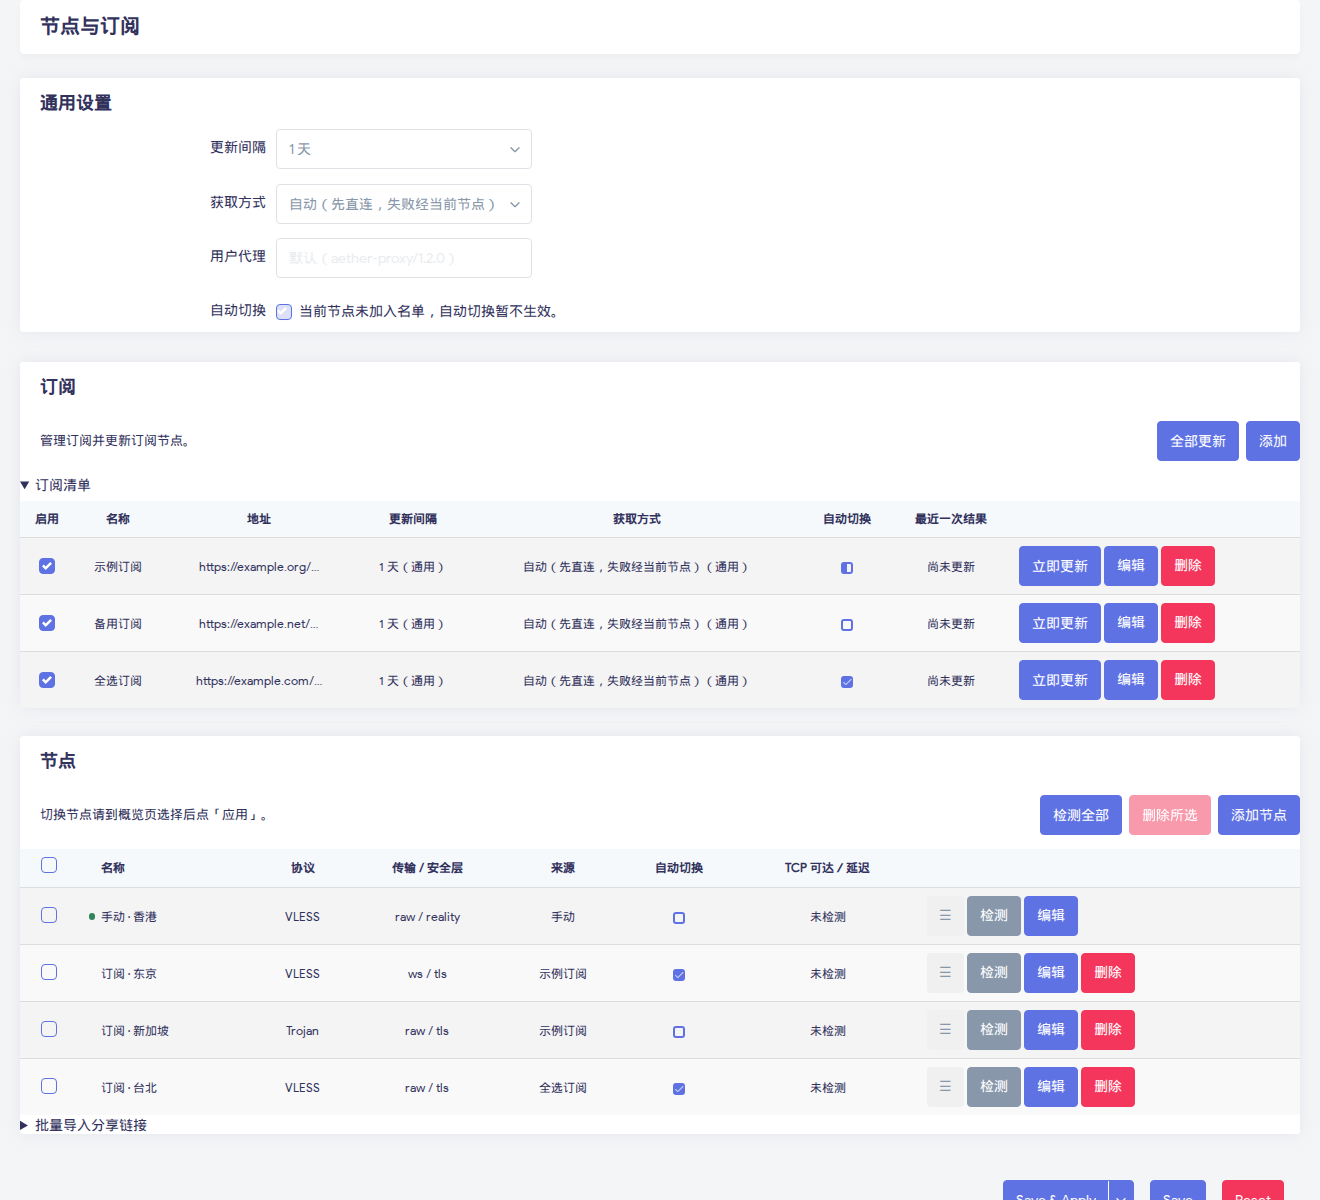 节点与订阅
通用设置
更新间隔 1 天
获取方式 自动（先直连，失败经当前节点）
用户代理 默认（aether-proxy/1.2.0）
自动切换 当前节点未加入名单，自动切换暂不生效。
订阅
管理订阅并更新订阅节点。 全部更新 添加
▼ 订阅清单
启用 名称 地址 更新间隔 获取方式 自动切换 最近一次结果
示例订阅 https://example.org/... 1 天（通用） 自动（先直连，失败经当前节点）（通用） 尚未更新 立即更新 编辑 删除
备用订阅 https://example.net/... 1 天（通用） 自动（先直连，失败经当前节点）（通用） 尚未更新 立即更新 编辑 删除
全选订阅 https://example.com/... 1 天（通用） 自动（先直连，失败经当前节点）（通用） 尚未更新 立即更新 编辑 删除
节点
切换节点请到概览页选择后点「应用」。 检测全部 删除所选 添加节点
名称 协议 传输 / 安全层 来源 自动切换 TCP 可达 / 延迟
● 手动 · 香港 VLESS raw / reality 手动 未检测 ☰ 检测 编辑
订阅 · 东京 VLESS ws / tls 示例订阅 未检测 ☰ 检测 编辑 删除
订阅 · 新加坡 Trojan raw / tls 示例订阅 未检测 ☰ 检测 编辑 删除
订阅 · 台北 VLESS raw / tls 全选订阅 未检测 ☰ 检测 编辑 删除
▶ 批量导入分享链接
Save & Apply Save Reset